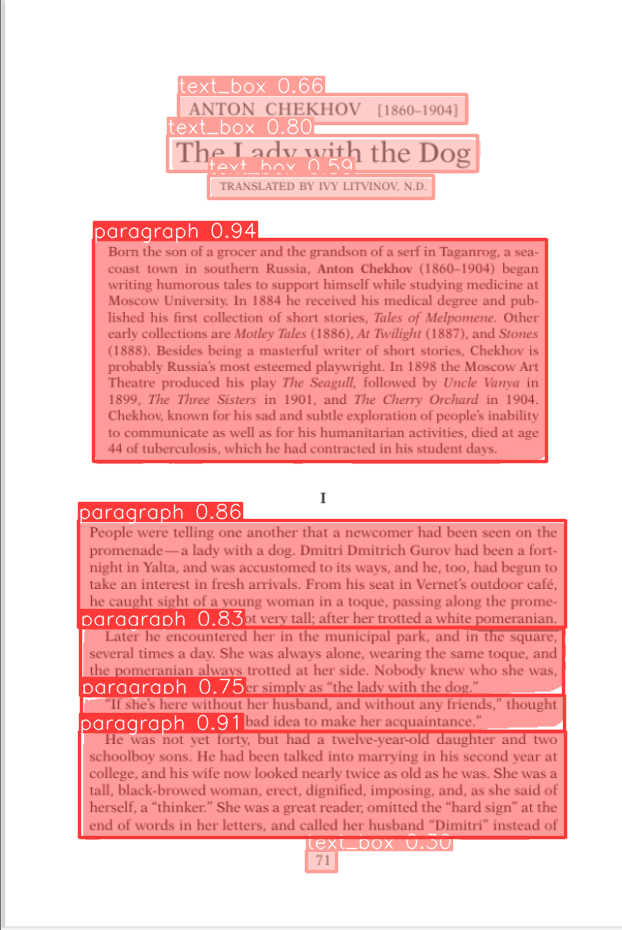 text_box 0.66
ANTON CHEKHOV [1860–1904]
text_box 0.80
The Lady with the Dog
text_box 0.59
TRANSLATED BY IVY LITVINOV, N.D.
paragraph 0.94
Born the son of a grocer and the grandson of a serf in Taganrog, a sea-
coast town in southern Russia, Anton Chekhov (1860–1904) began
writing humorous tales to support himself while studying medicine at
Moscow University. In 1884 he received his medical degree and pub-
lished his first collection of short stories, Tales of Melpomene. Other
early collections are Motley Tales (1886), At Twilight (1887), and Stones
(1888). Besides being a masterful writer of short stories, Chekhov is
probably Russia's most esteemed playwright. In 1898 the Moscow Art
Theatre produced his play The Seagull, followed by Uncle Vanya in
1899, The Three Sisters in 1901, and The Cherry Orchard in 1904.
Chekhov, known for his sad and subtle exploration of people's inability
to communicate as well as for his humanitarian activities, died at age
44 of tuberculosis, which he had contracted in his student days.
I
paragraph 0.86
People were telling one another that a newcomer had been seen on the
promenade—a lady with a dog. Dmitri Dmitrich Gurov had been a fort-
night in Yalta, and was accustomed to its ways, and he, too, had begun to
take an interest in fresh arrivals. From his seat in Vernet's outdoor café,
he caught sight of a young woman in a toque, passing along the prome-
paragraph 0.83 very tall; after her trotted a white pomeranian.
Later he encountered her in the municipal park, and in the square,
several times a day. She was always alone, wearing the same toque, and
the pomeranian always trotted at her side. Nobody knew who she was,
paragraph 0.75 simply as “the lady with the dog.”
“If she's here without her husband, and without any friends,” thought
paragraph 0.91 bad idea to make her acquaintance.”
He was not yet forty, but had a twelve-year-old daughter and two
schoolboy sons. He had been talked into marrying in his second year at
college, and his wife now looked nearly twice as old as he was. She was a
tall, black-browed woman, erect, dignified, imposing, and, as she said of
herself, a “thinker.” She was a great reader, omitted the “hard sign” at the
end of words in her letters, and called her husband “Dimitri” instead of
text_box 0.30
71